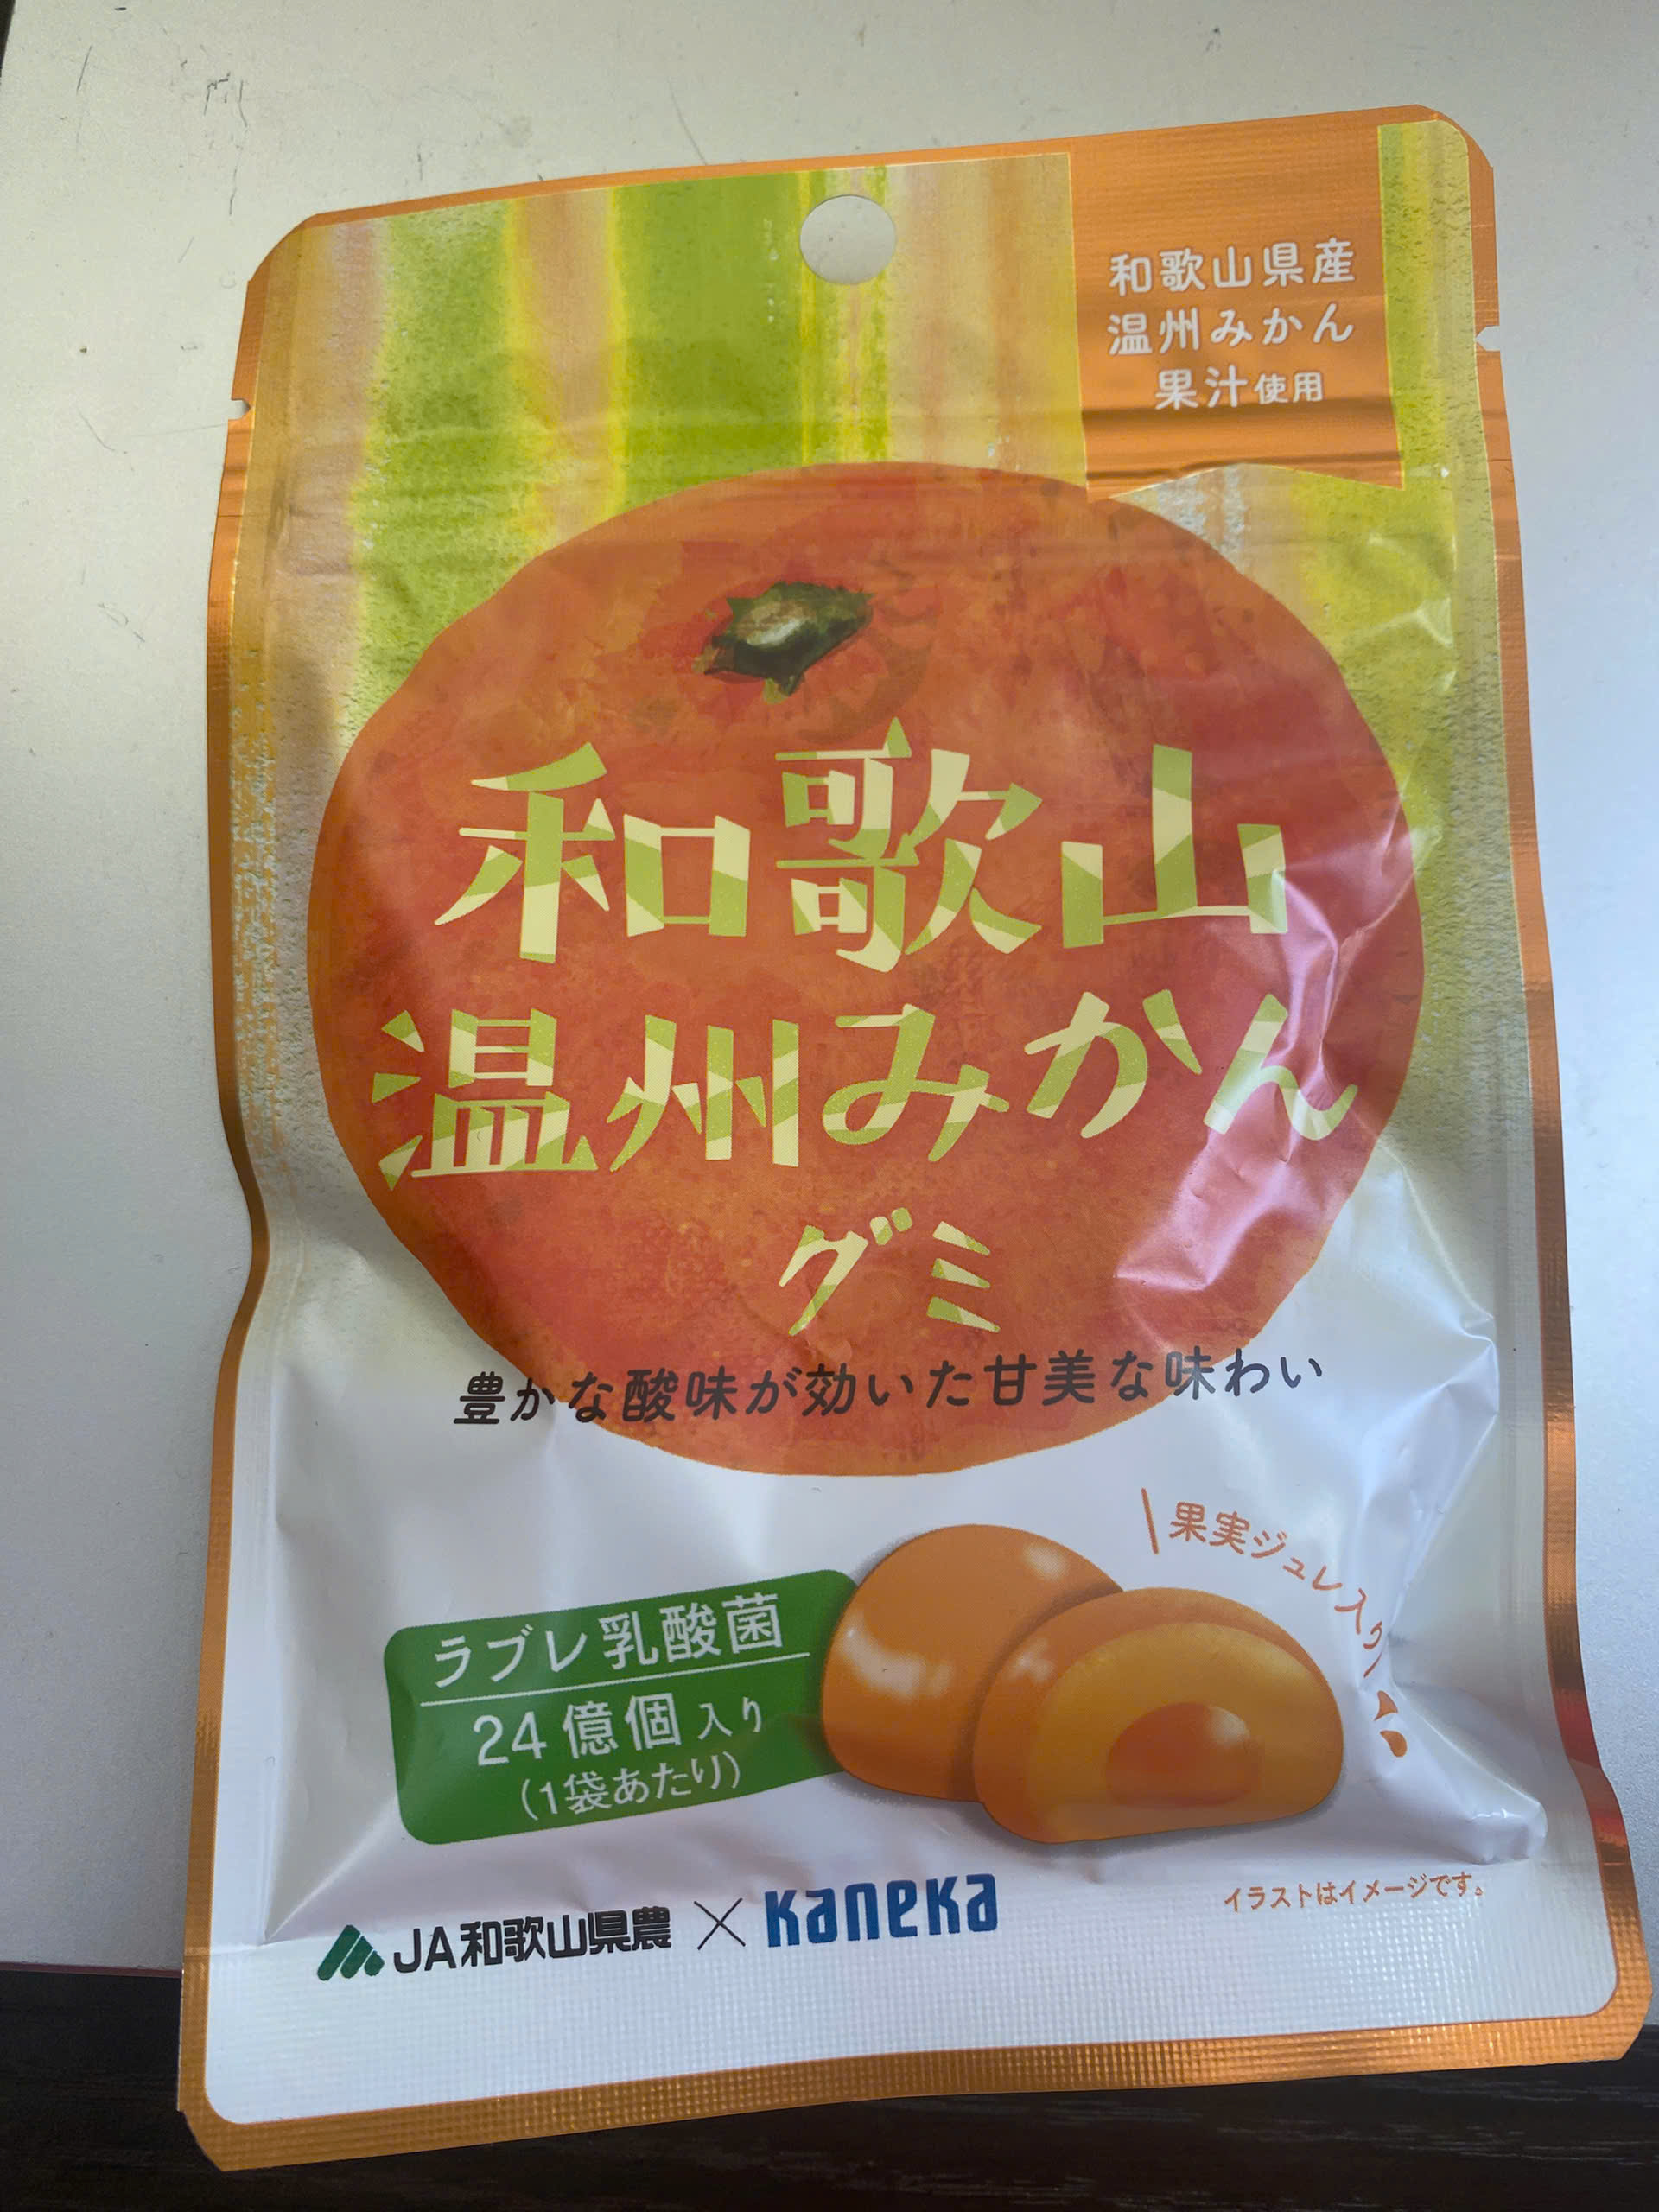 和歌山県産
温州みかん
果汁使用
和歌山
温州みかん
グミ
豊かな酸味が効いた甘美な味わい
果実ジュレ入り
ラブレ乳酸菌
24億個入り
(1袋あたり)
JA和歌山県農×Kaneka
イラストはイメージです。